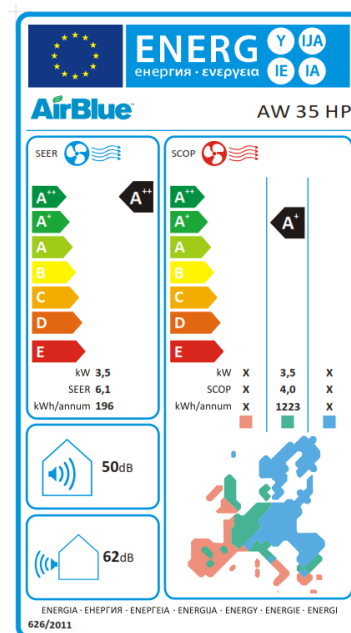 ENERG Y IJA
енергия · ενεργεια IE IA
AirBlue AW 35 HP
SEER
A++ A++
A+
A
B
C
D
E
kW 3,5
SEER 6,1
kWh/annum 196
SCOP
A++
A+ A+
A
B
C
D
E
kW X 3,5 X
SCOP X 4,0 X
kWh/annum X 1223 X
50dB
62dB
ENERGIA · ЕНЕРГИЯ · ΕΝΕΡΓΕΙΑ · ENERGIJA · ENERGY · ENERGIE · ENERGI
626/2011